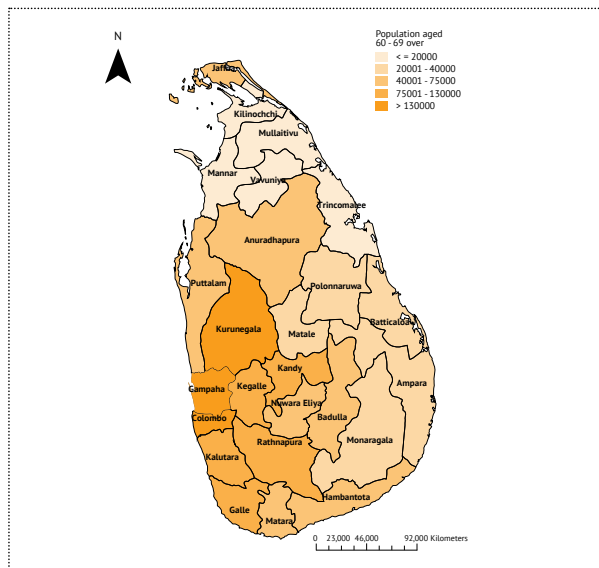 N
Population aged
60 - 69 over
< = 20000
20001 - 40000
40001 - 75000
75001 - 130000
> 130000
Jaffna
Kilinochchi
Mullaitivu
Mannar
Vavuniya
Trincomalee
Anuradhapura
Puttalam
Polonnaruwa
Batticaloa
Kurunegala
Matale
Kandy
Ampara
Gampaha
Kegalle
Nuwara Eliya
Badulla
Colombo
Rathnapura
Monaragala
Kalutara
Hambantota
Galle
Matara
0 23,000 46,000 92,000 Kilometers